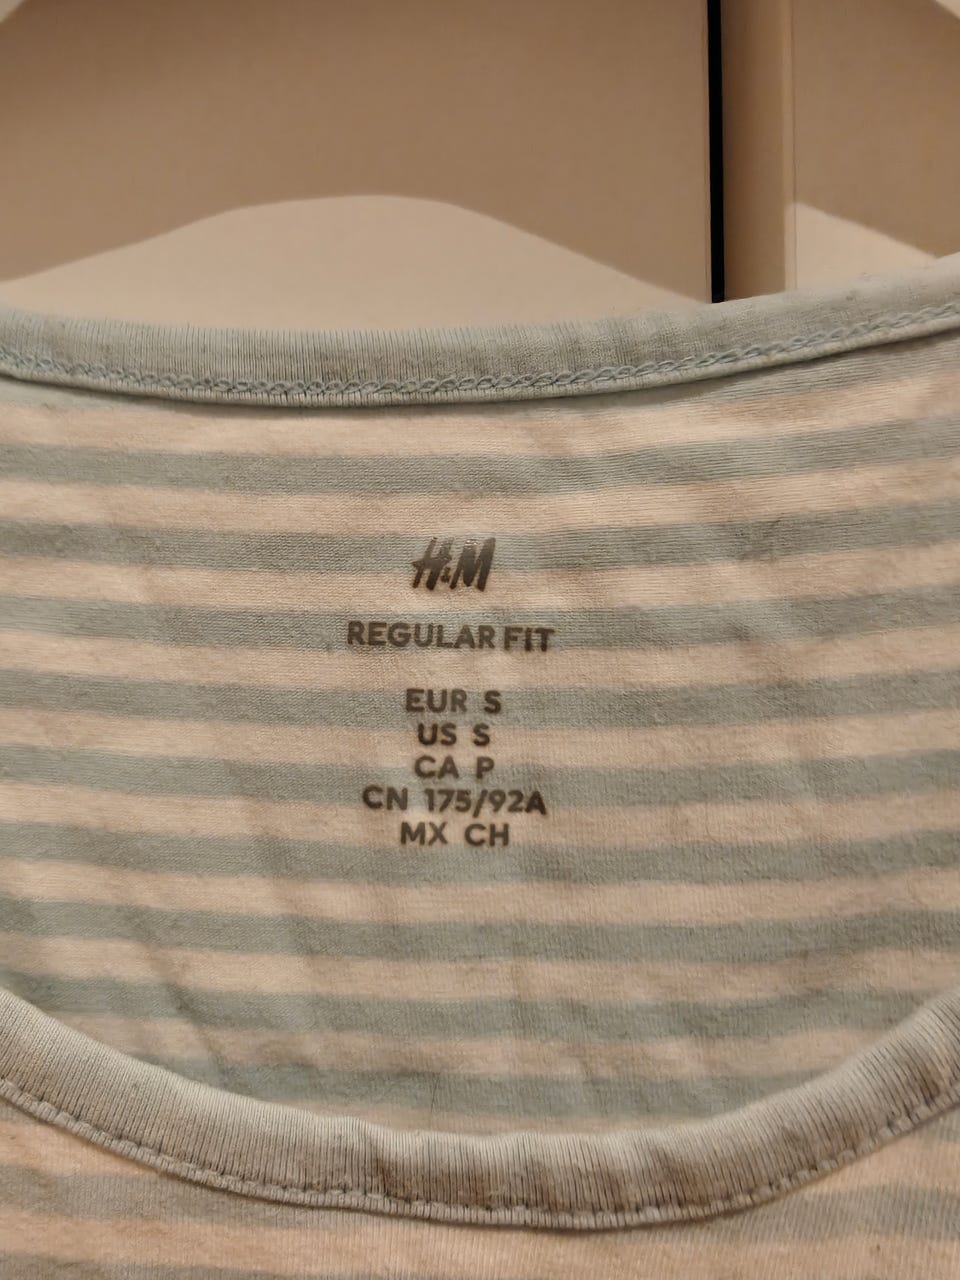 H&M
REGULAR FIT
EUR S
US S
CA P
CN 175/92A
MX CH